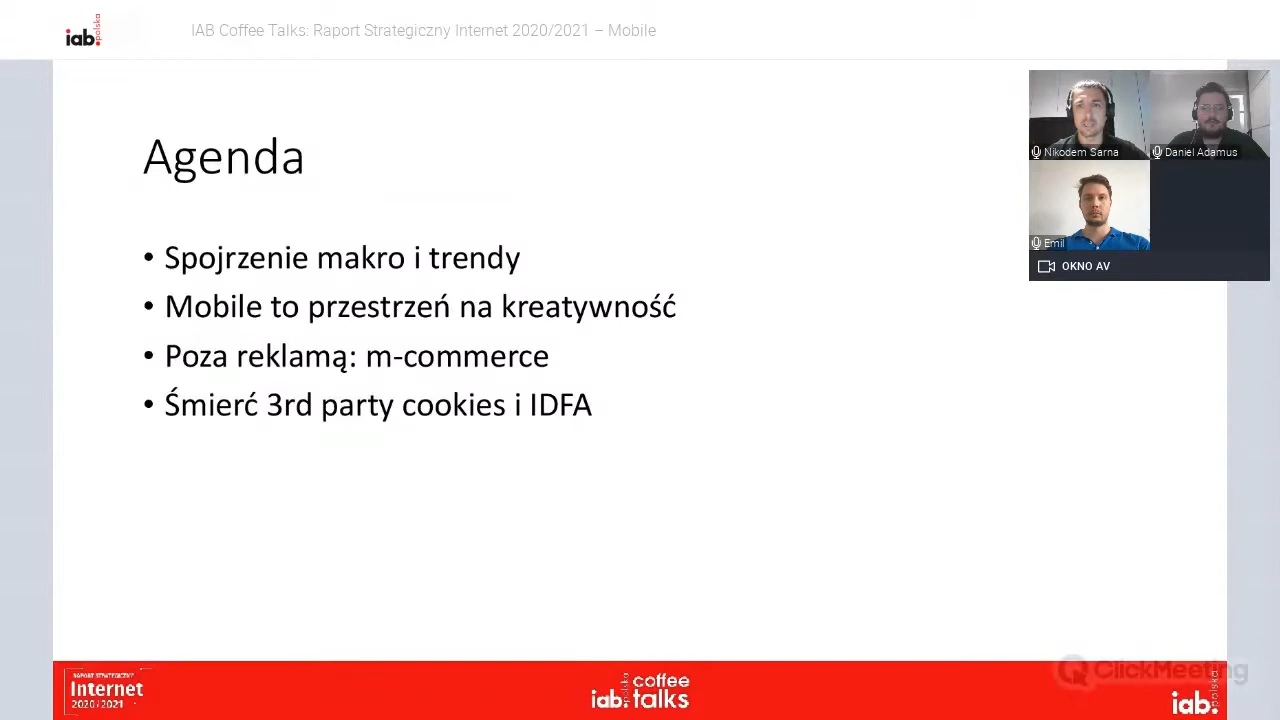 iab.polska
IAB Coffee Talks: Raport Strategiczny Internet 2020/2021 – Mobile
Agenda
• Spojrzenie makro i trendy
• Mobile to przestrzeń na kreatywność
• Poza reklamą: m-commerce
• Śmierć 3rd party cookies i IDFA
Nikodem Sarna
Daniel Adamus
Emil
OKNO AV
RAPORT STRATEGICZNY
Internet
2020/2021
iab.polska coffee talks
ClickMeeting
iab.polska